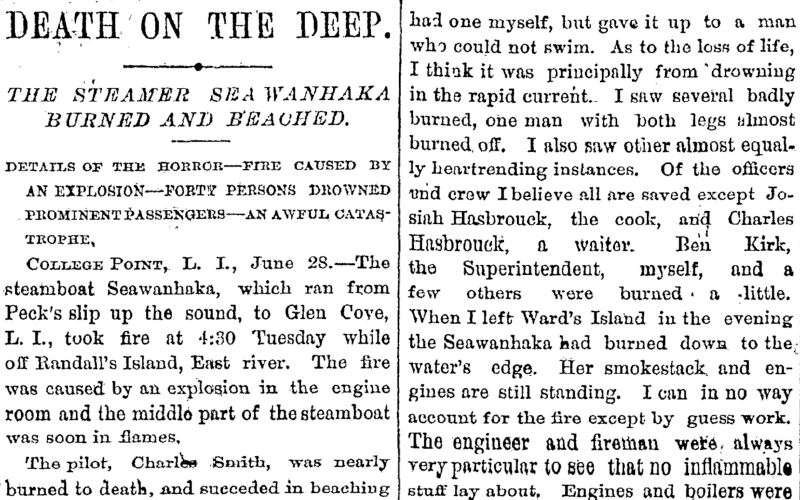 DEATH ON THE DEEP.
THE STEAMER SEAWANHAKA
BURNED AND BEACHED.
DETAILS OF THE HORROR—FIRE CAUSED BY
AN EXPLOSION—FORTY PERSONS DROWNED
PROMINENT PASSENGERS—AN AWFUL CATAS-
TROPHE,
COLLEGE POINT, L. I., June 28.—The
steamboat Seawanhaka, which ran from
Peck's slip up the sound, to Glen Cove,
L. I., took fire at 4:30 Tuesday while
off Randall's Island, East river. The fire
was caused by an explosion in the engine
room and the middle part of the steamboat
was soon in flames.
The pilot, Charles Smith, was nearly
burned to death, and succeded in beaching
had one myself, but gave it up to a man
who could not swim. As to the loss of life,
I think it was principally from drowning
in the rapid current. I saw several badly
burned, one man with both legs almost
burned off. I also saw other almost equal-
ly heartrending instances. Of the officers
and crew I believe all are saved except Jo-
siah Hasbrouck, the cook, and Charles
Hasbrouck, a waiter. Ben Kirk,
the Superintendent, myself, and a
few others were burned a little.
When I left Ward's Island in the evening
the Seawanhaka had burned down to the
water's edge. Her smokestack and en-
gines are still standing. I can in no way
account for the fire except by guess work.
The engineer and fireman were always
very particular to see that no inflammable
stuff lay about. Engines and boilers were